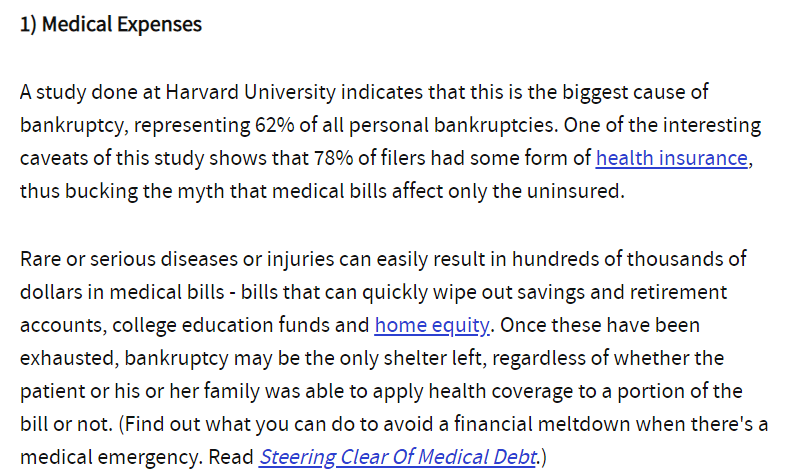 1) Medical Expenses
A study done at Harvard University indicates that this is the biggest cause of
bankruptcy, representing 62% of all personal bankruptcies. One of the interesting
caveats of this study shows that 78% of filers had some form of health insurance,
thus bucking the myth that medical bills affect only the uninsured.
Rare or serious diseases or injuries can easily result in hundreds of thousands of
dollars in medical bills - bills that can quickly wipe out savings and retirement
accounts, college education funds and home equity. Once these have been
exhausted, bankruptcy may be the only shelter left, regardless of whether the
patient or his or her family was able to apply health coverage to a portion of the
bill or not. (Find out what you can do to avoid a financial meltdown when there's a
medical emergency. Read Steering Clear Of Medical Debt.)